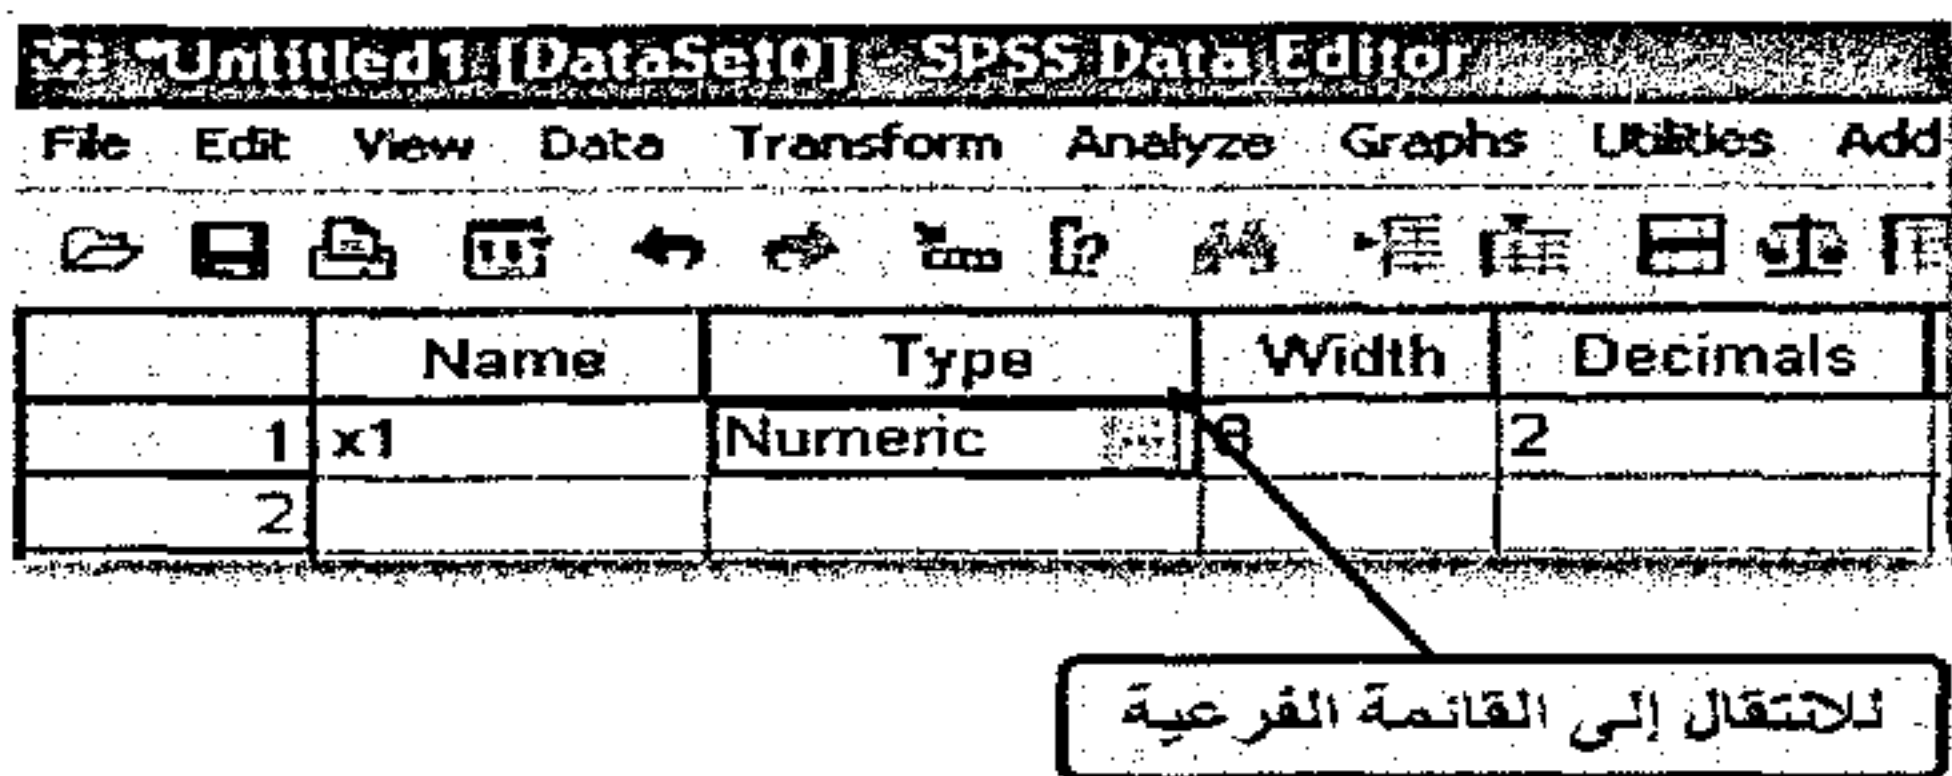 *Untitled1 [DataSet0] - SPSS Data Editor
File Edit View Data Transform Analyze Graphs Utilities Add-
Name Type Width Decimals
1 x1 Numeric ... 8 2
2
للانتقال إلى القائمة الفرعية